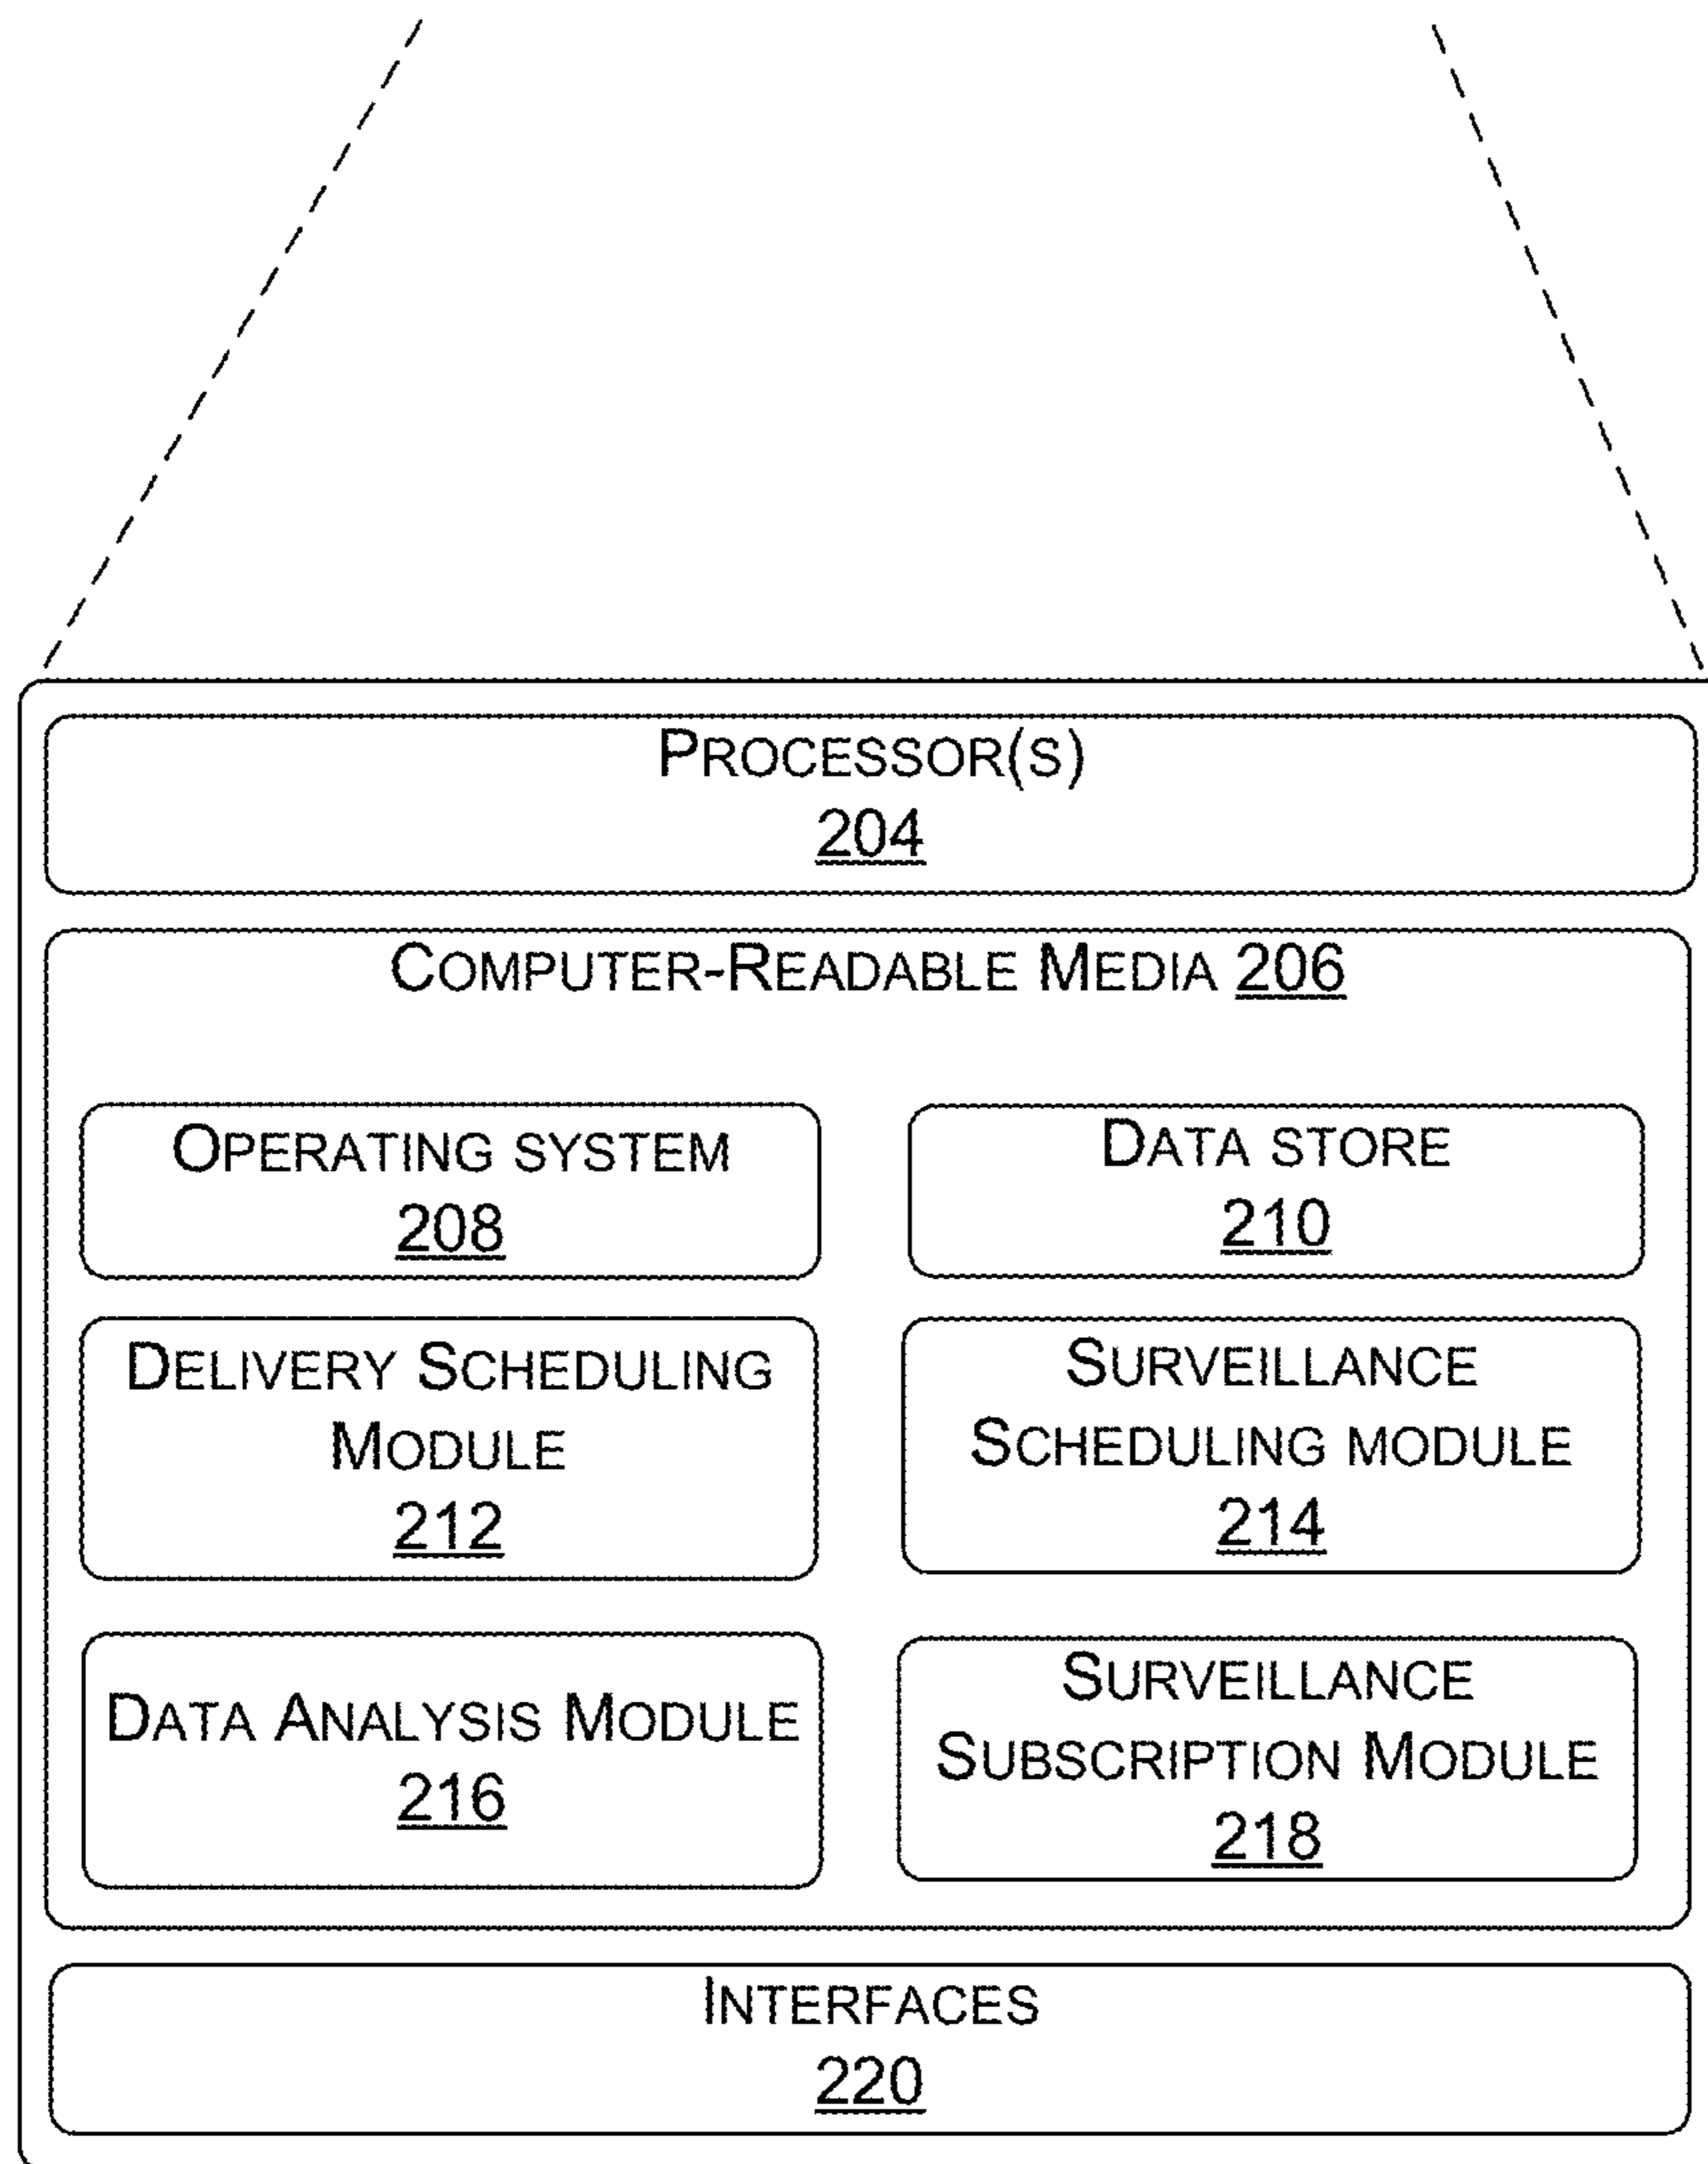 PROCESSOR(S)
204
COMPUTER-READABLE MEDIA 206
OPERATING SYSTEM
208
DATA STORE
210
DELIVERY SCHEDULING
MODULE
212
SURVEILLANCE
SCHEDULING MODULE
214
DATA ANALYSIS MODULE
216
SURVEILLANCE
SUBSCRIPTION MODULE
218
INTERFACES
220